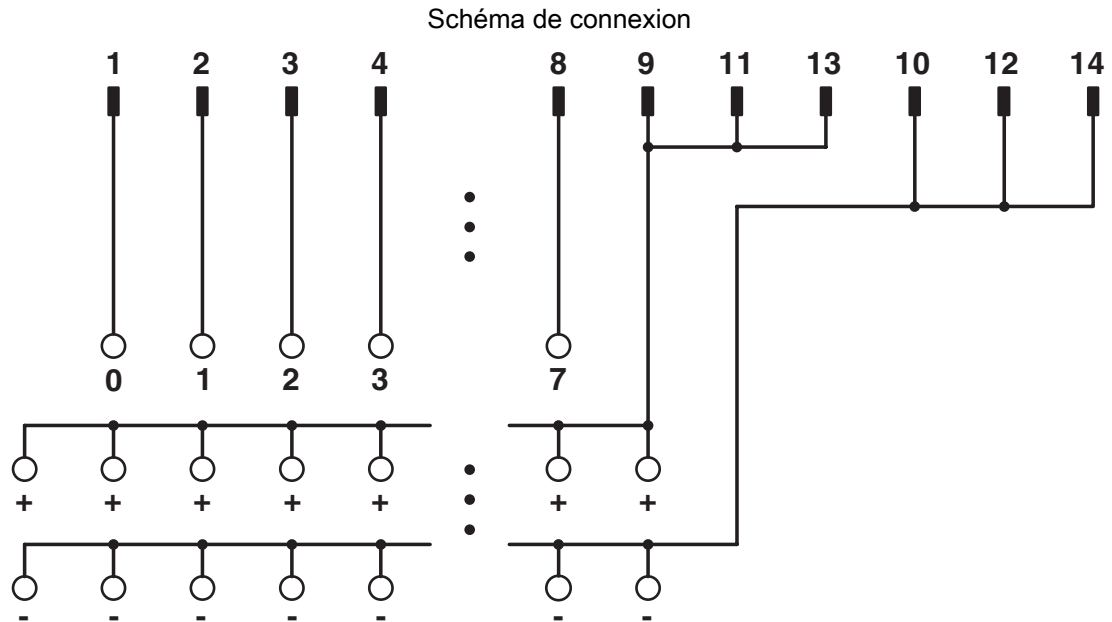 Schéma de connexion
1 2 3 4 8 9 11 13 10 12 14
0 1 2 3 7
+ + + + + + +
- - - - - - -